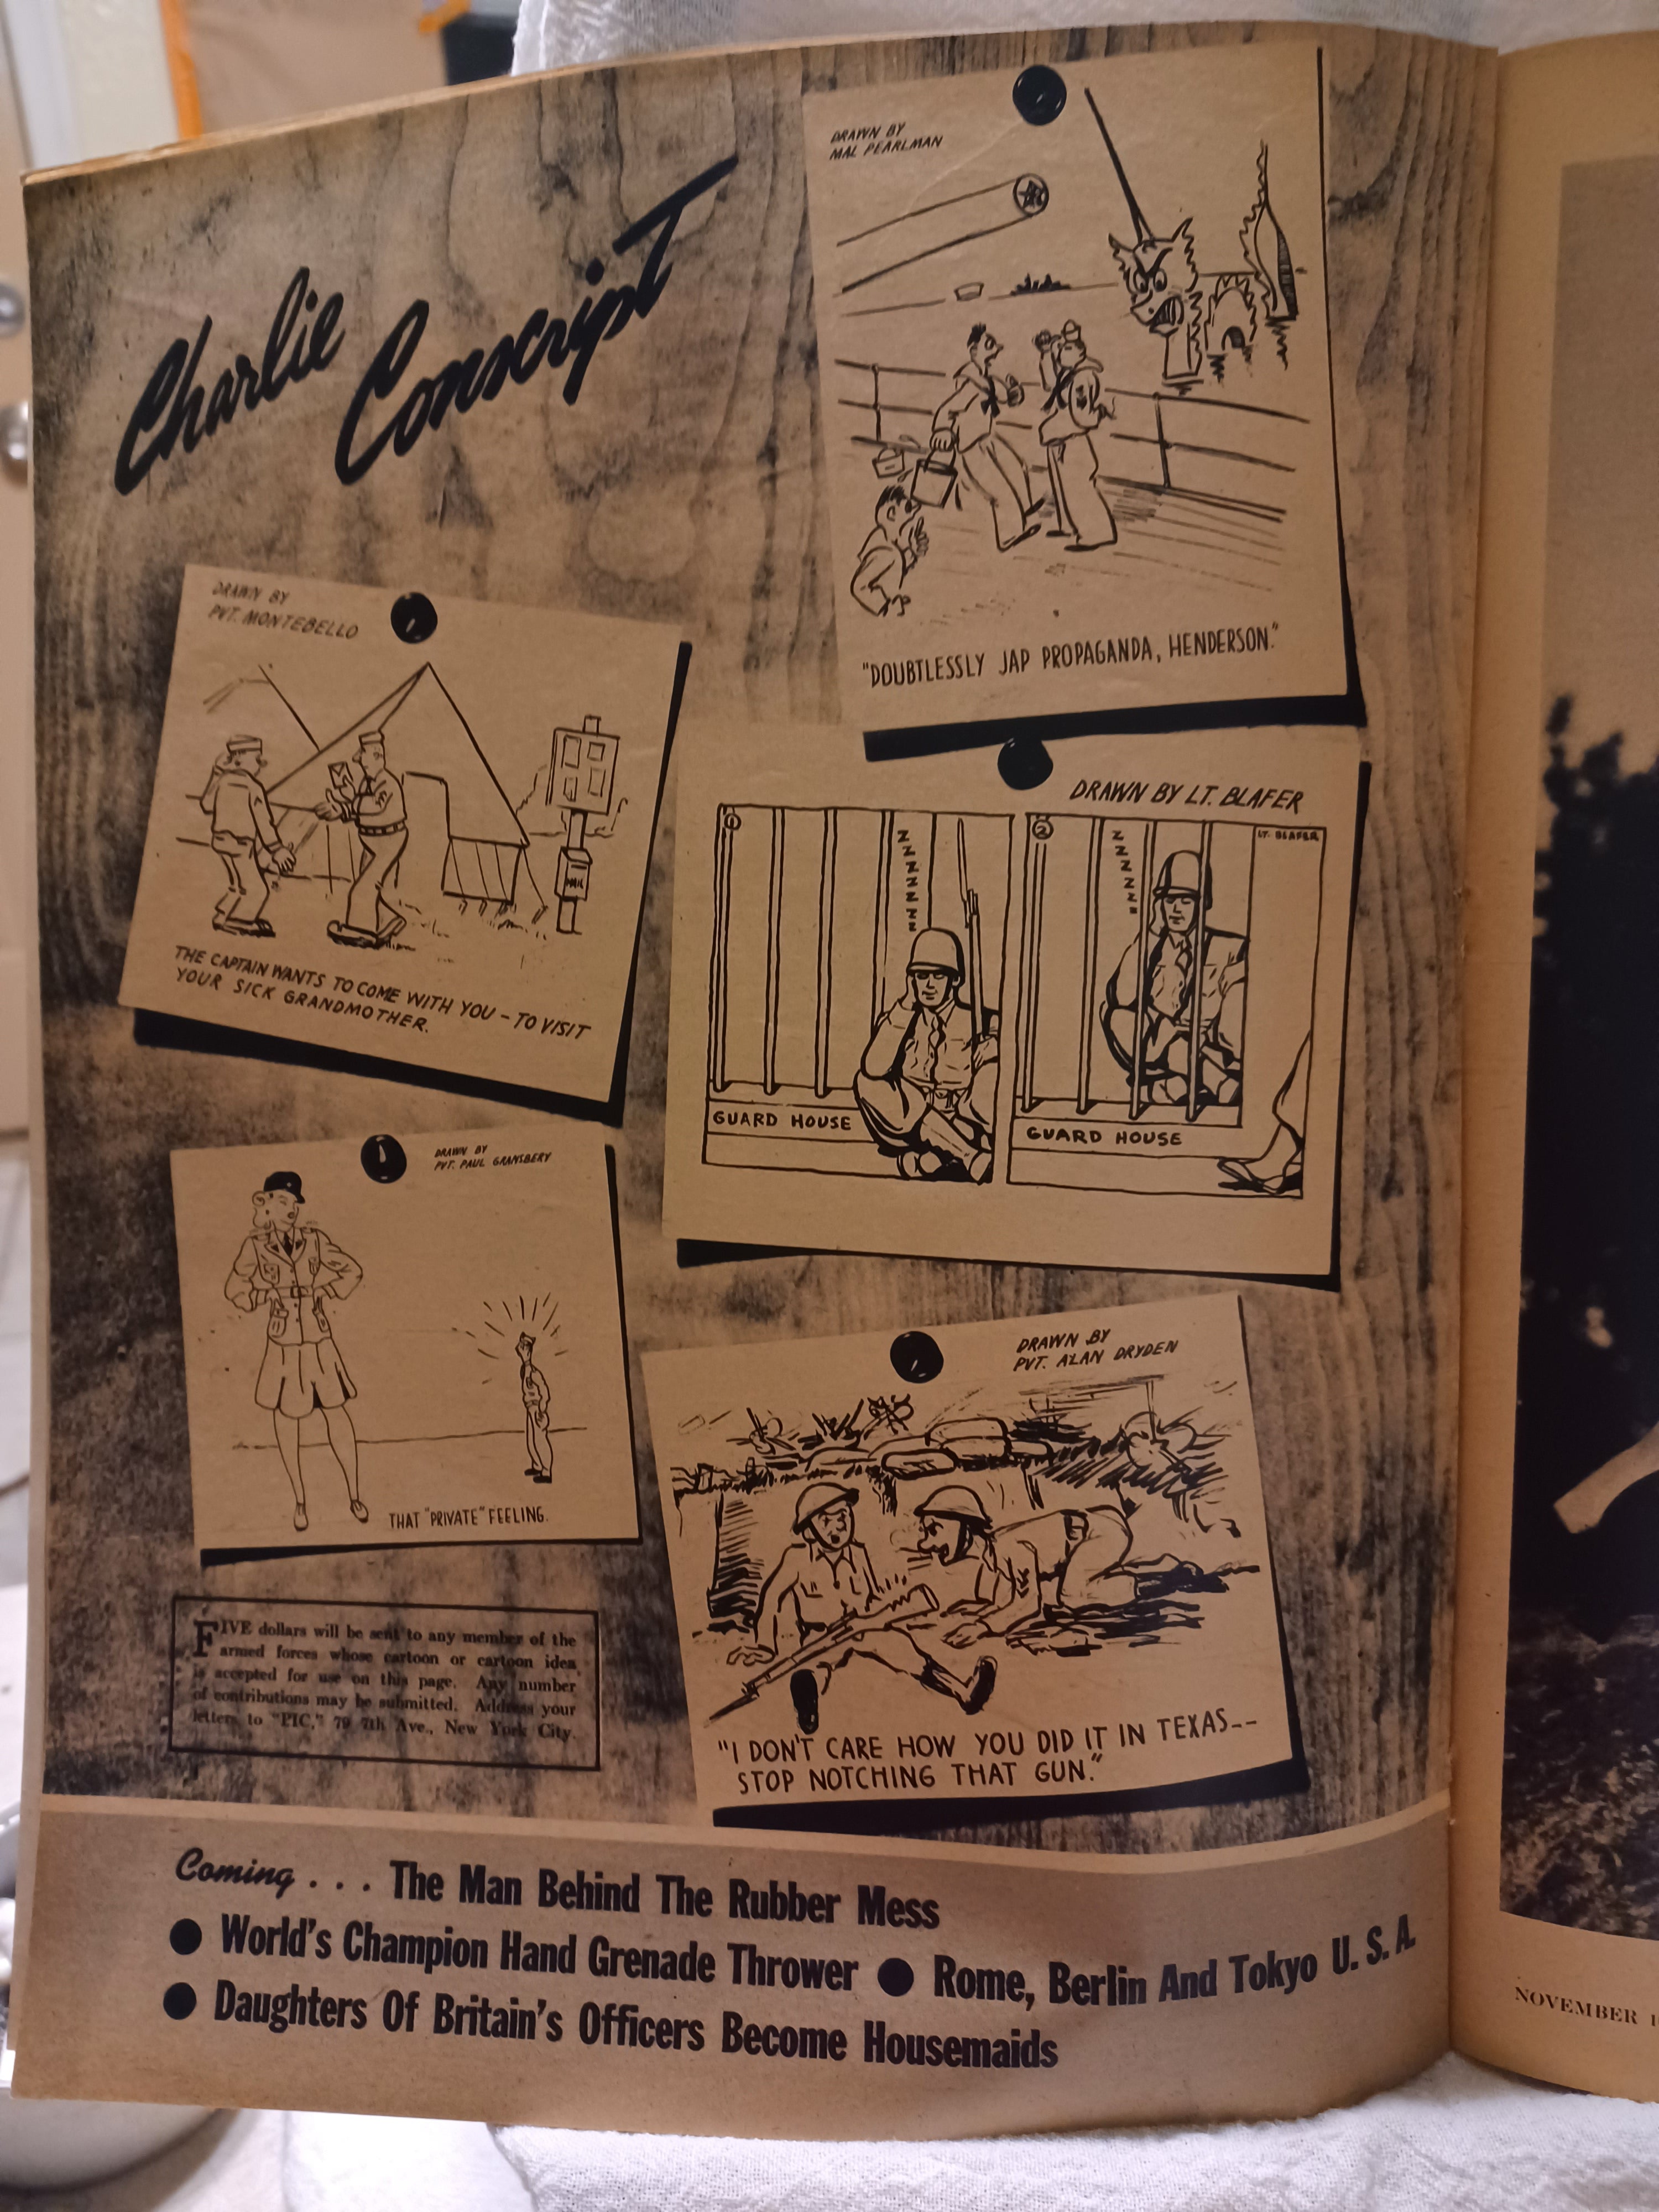 Charlie
Conscript
DRAWN BY
MAL PEARLMAN
"DOUBTLESSLY JAP PROPAGANDA, HENDERSON."
DRAWN BY
PVT. MONTEBELLO
MAIL
THE CAPTAIN WANTS TO COME WITH YOU - TO VISIT
YOUR SICK GRANDMOTHER.
DRAWN BY LT. BLAFER
1
ZZZZZZZ
GUARD HOUSE
2
ZZZZZZ
LT. BLAFER
GUARD HOUSE
DRAWN BY
PVT. PAUL GRANSBERY
THAT "PRIVATE" FEELING.
DRAWN BY
PVT. ALAN DRYDEN
"I DON'T CARE HOW YOU DID IT IN TEXAS--
STOP NOTCHING THAT GUN."
FIVE dollars will be sent to any member of the
armed forces whose cartoon or cartoon idea
is accepted for use on this page. Any number
of contributions may be submitted. Address your
letters to "PIC," 79 7th Ave., New York City.
Coming . . . The Man Behind The Rubber Mess
● World's Champion Hand Grenade Thrower ● Rome, Berlin And Tokyo U. S. A.
● Daughters Of Britain's Officers Become Housemaids
NOVEMBER